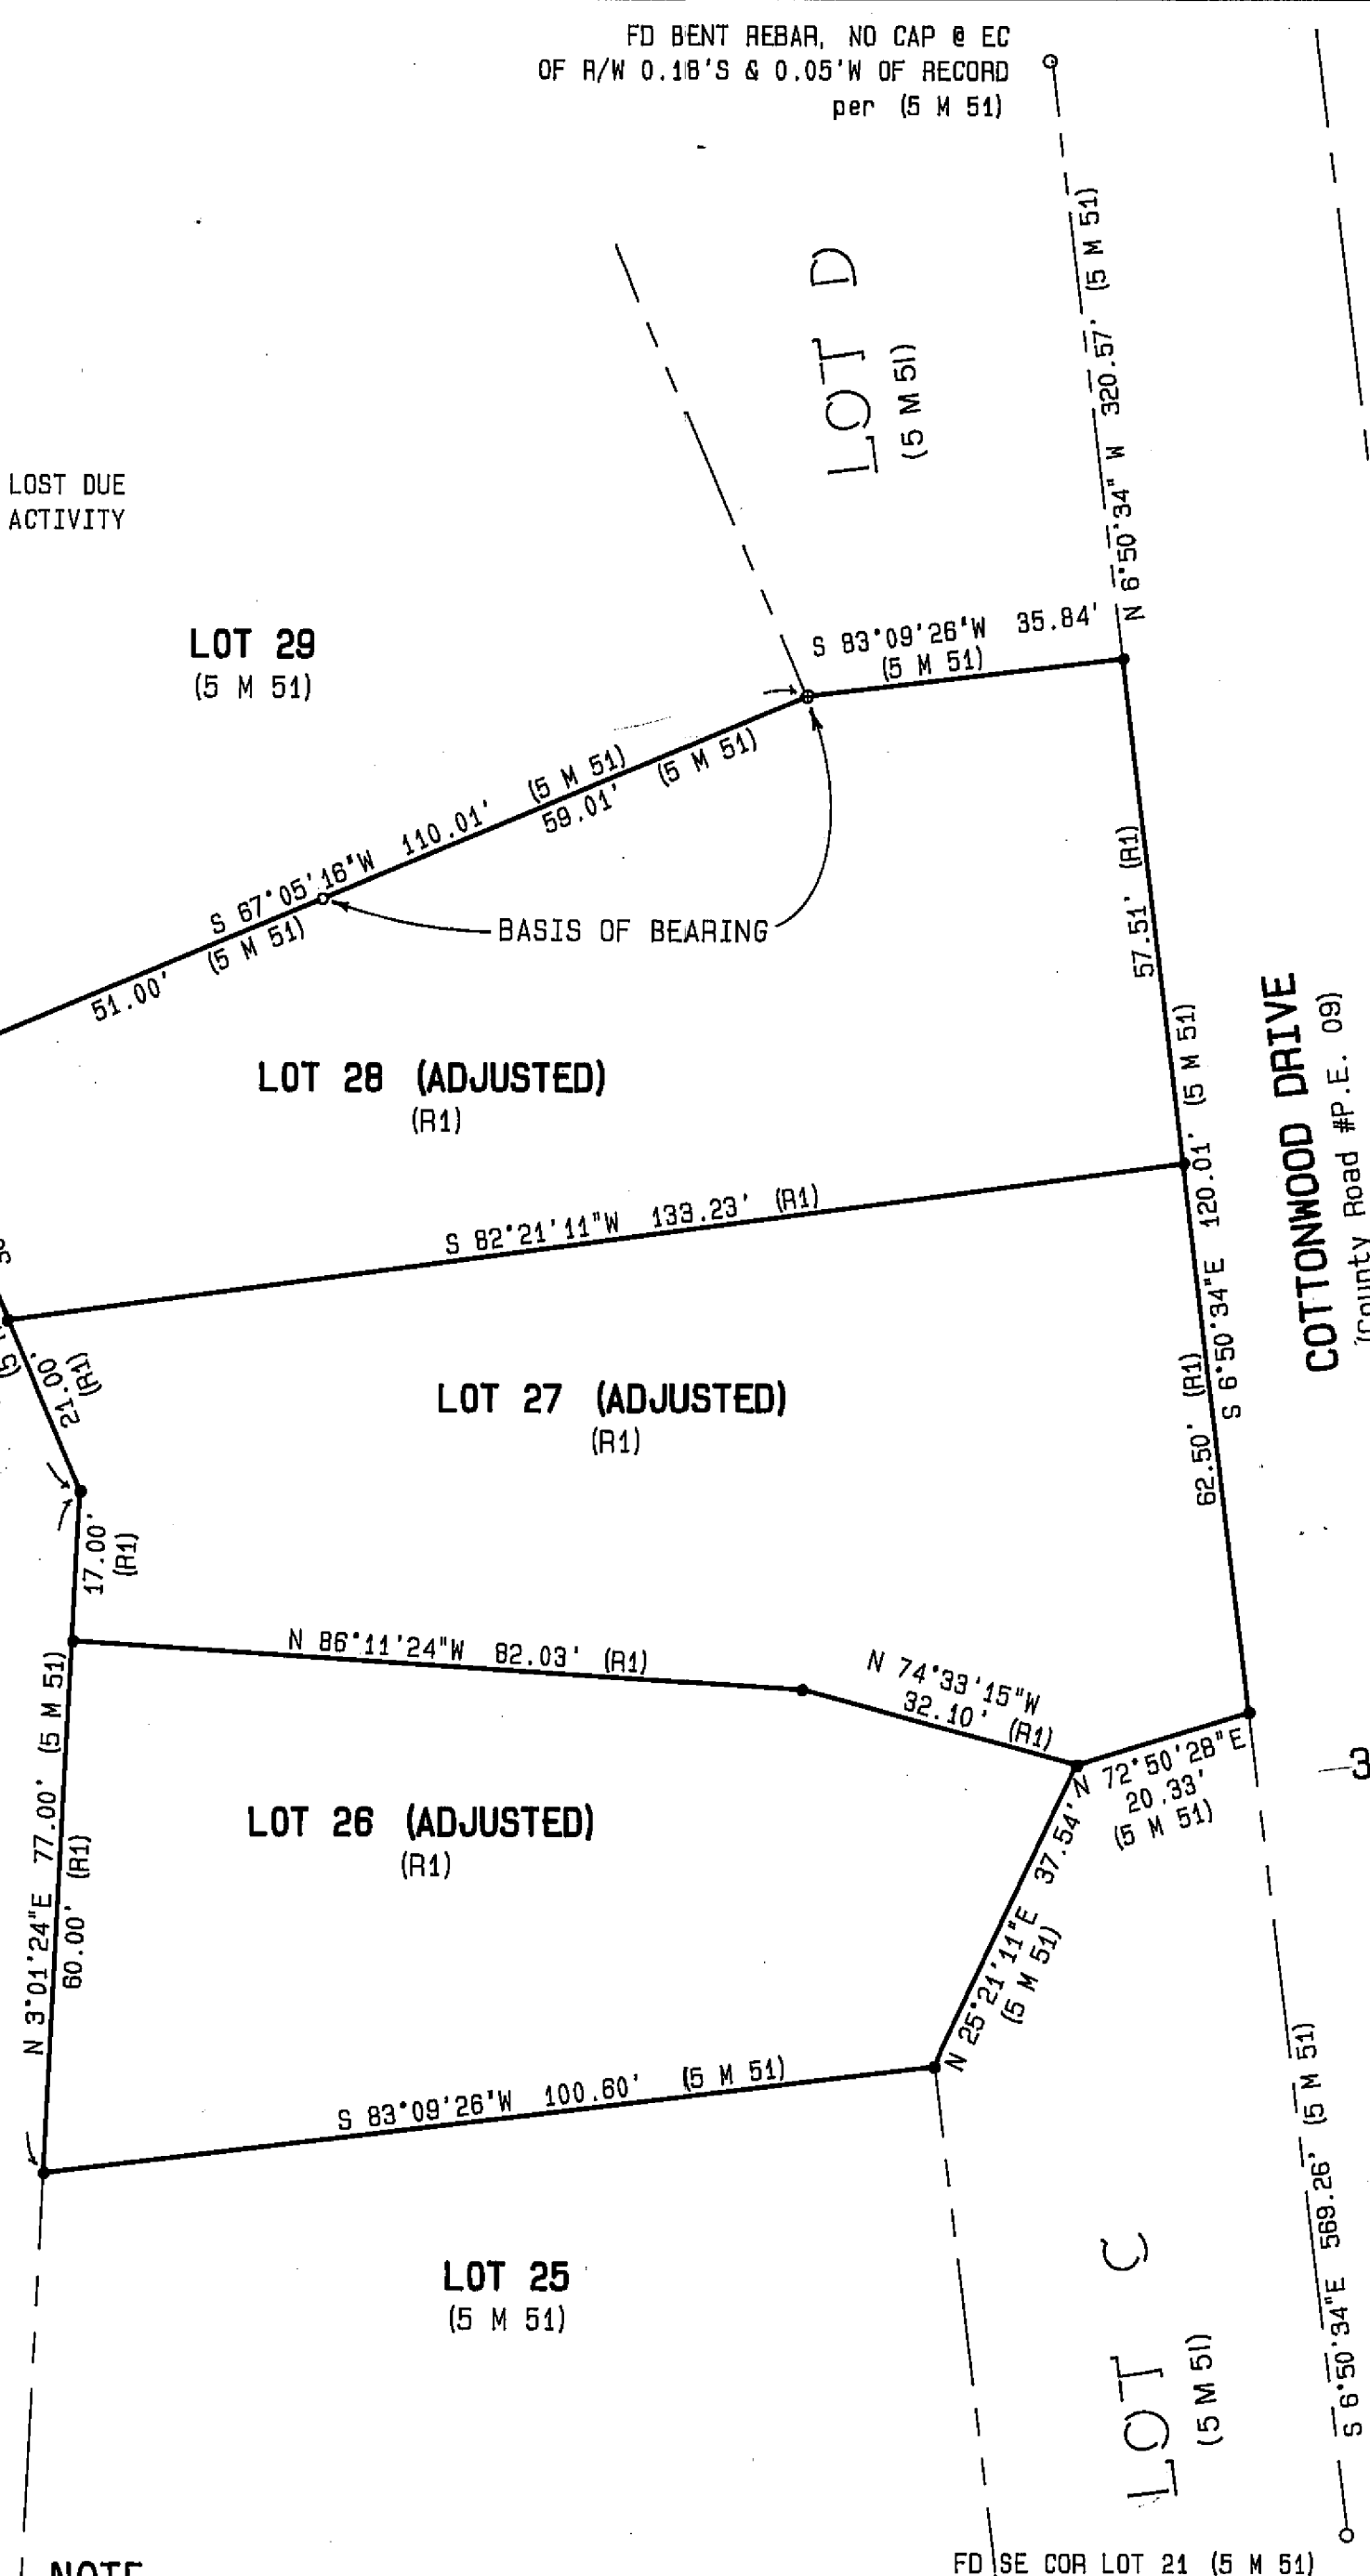 FD BENT REBAR, NO CAP @ EC
OF R/W 0.18'S & 0.05'W OF RECORD
per (5 M 51)
LOT D
(5 M 51)
N 6°50'34" W 320.57' (5 M 51)
LOST DUE
ACTIVITY
LOT 29
(5 M 51)
S 83°09'26"W 35.84'
(5 M 51)
S 67°05'16"W 110.01' (5 M 51)
59.01' (5 M 51)
51.00' (5 M 51)
BASIS OF BEARING
57.51' (R1)
S 6°50'34"E 120.01' (5 M 51)
COTTONWOOD DRIVE
(County Road #P.E. 09)
LOT 28 (ADJUSTED)
(R1)
S 82°21'11"W 133.23' (R1)
21.00'
(R1)
LOT 27 (ADJUSTED)
(R1)
62.50' (R1)
17.00'
(R1)
N 86°11'24"W 82.03' (R1)
N 74°33'15"W
32.10' (R1)
N 72°50'28"E
20.33'
(5 M 51)
3
N 3°01'24"E 77.00' (5 M 51)
60.00' (R1)
LOT 26 (ADJUSTED)
(R1)
N 25°21'11"E 37.54'
(5 M 51)
S 83°09'26"W 100.60' (5 M 51)
LOT 25
(5 M 51)
LOT C
(5 M 51)
S 6°50'34"E 569.26' (5 M 51)
NOTE
FD SE COR LOT 21 (5 M 51)